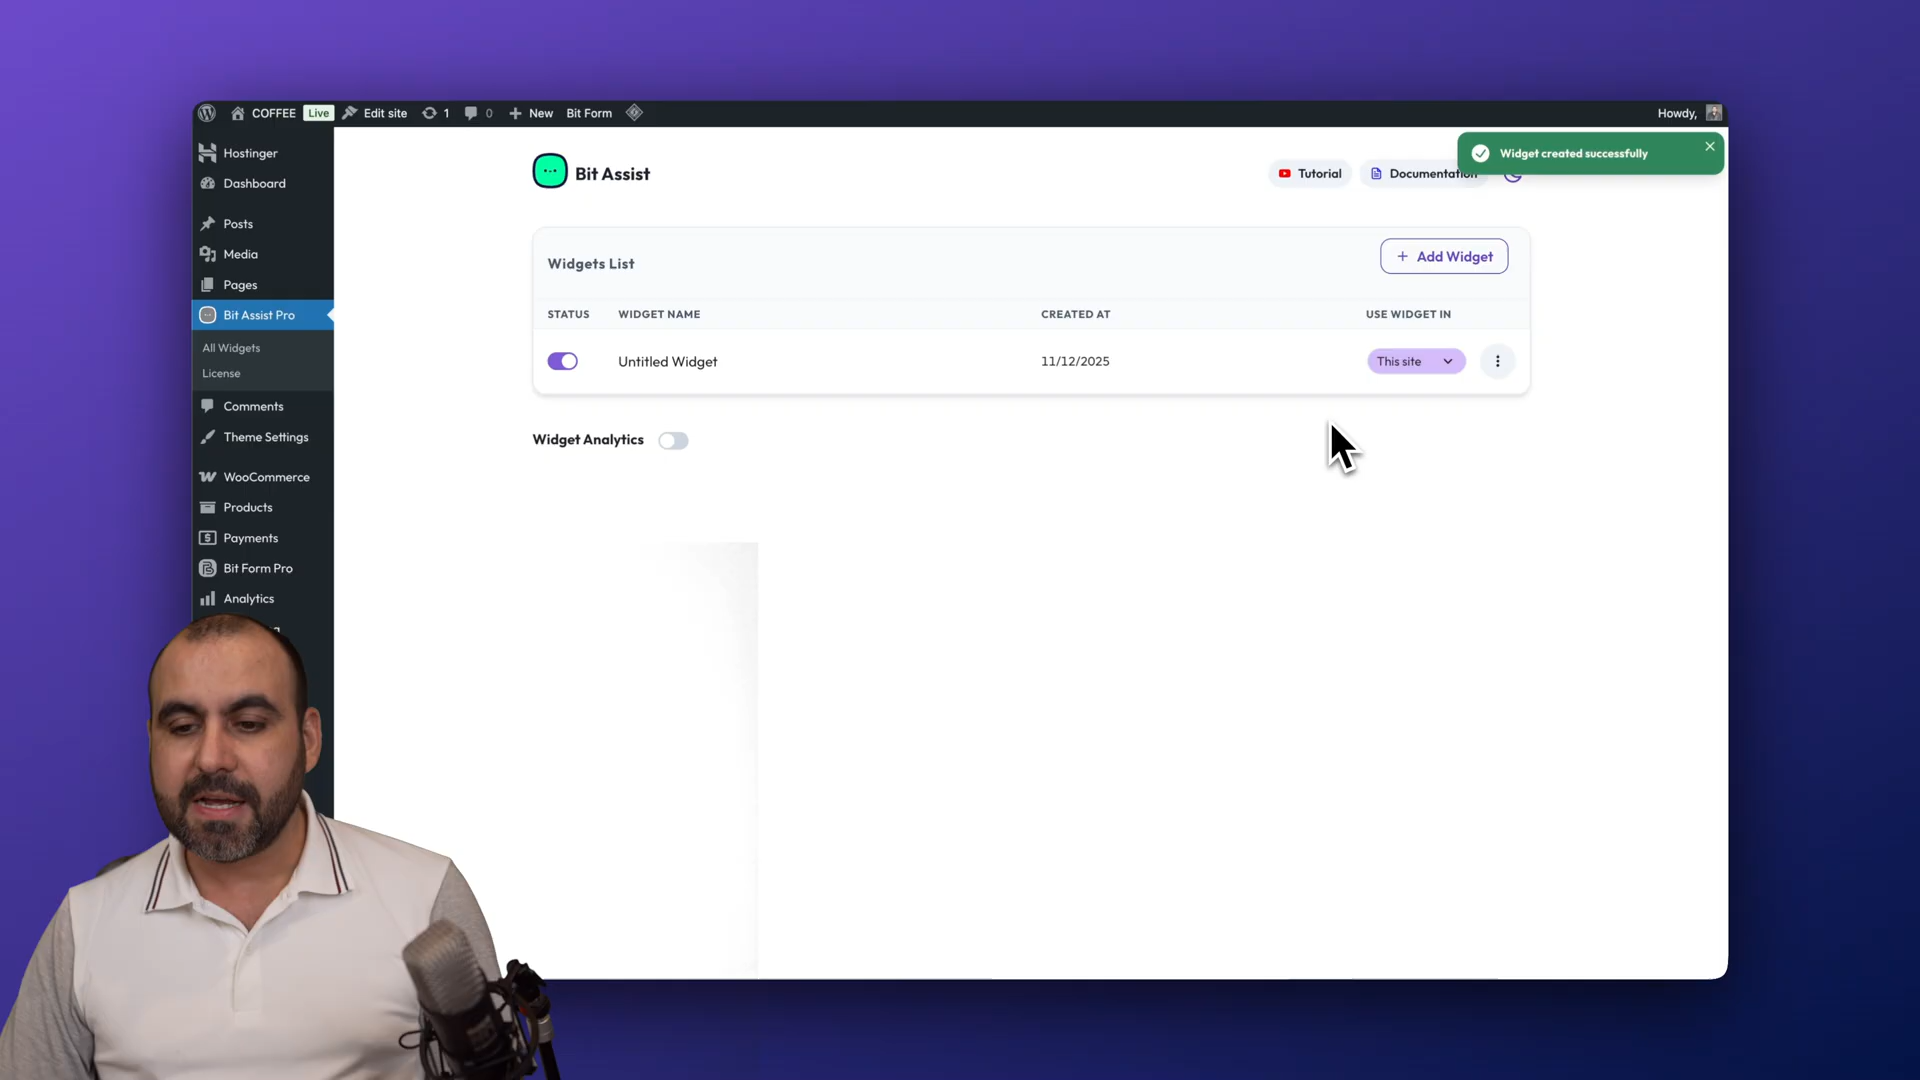 COFFEE Live Edit site 1 0 New Bit Form Howdy,
Hostinger
Dashboard
Posts
Media
Pages
Bit Assist Pro
All Widgets
License
Comments
Theme Settings
WooCommerce
Products
Payments
Bit Form Pro
Analytics
Bit Assist
Tutorial
Documentation
Widget created successfully
Widgets List
+ Add Widget
STATUS WIDGET NAME CREATED AT USE WIDGET IN
Untitled Widget 11/12/2025 This site
Widget Analytics